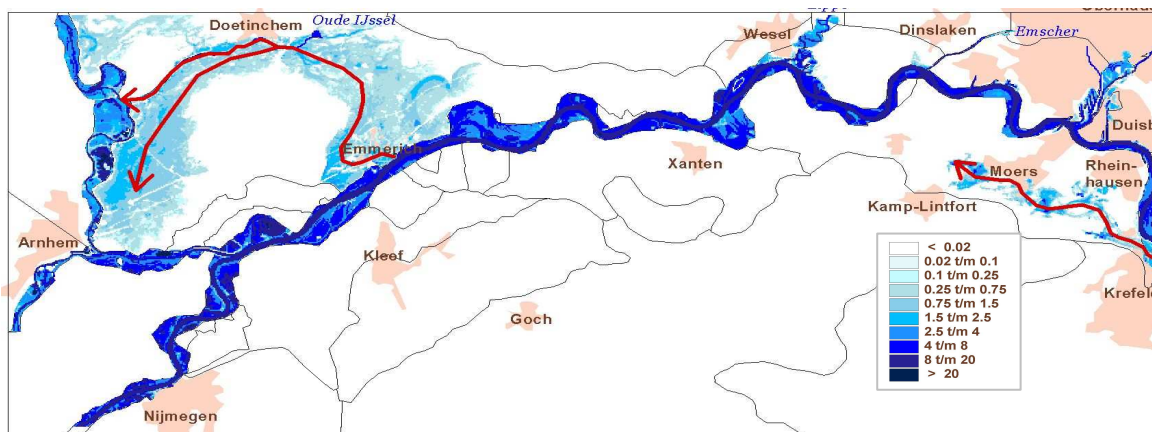 Oude IJssel
Doetinchem
Wesel
Dinslaken
Emscher
Duisb
Emmerich
Xanten
Moers
Rhein-
hausen
Kamp-Lintfort
Arnhem
Kleef
Krefeld
Goch
Nijmegen
< 0.02
0.02 t/m 0.1
0.1 t/m 0.25
0.25 t/m 0.75
0.75 t/m 1.5
1.5 t/m 2.5
2.5 t/m 4
4 t/m 8
8 t/m 20
> 20